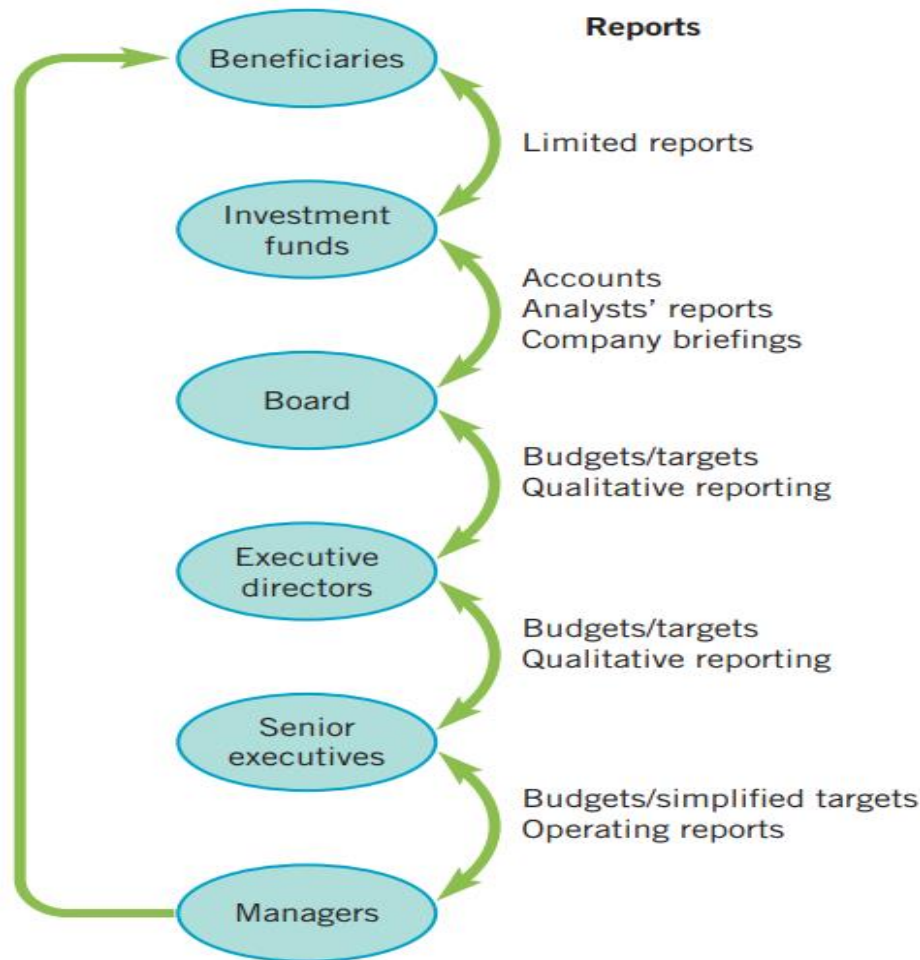 Reports
Beneficiaries
Limited reports
Investment
funds
Accounts
Analysts’ reports
Company briefings
Board
Budgets/targets
Qualitative reporting
Executive
directors
Budgets/targets
Qualitative reporting
Senior
executives
Budgets/simplified targets
Operating reports
Managers